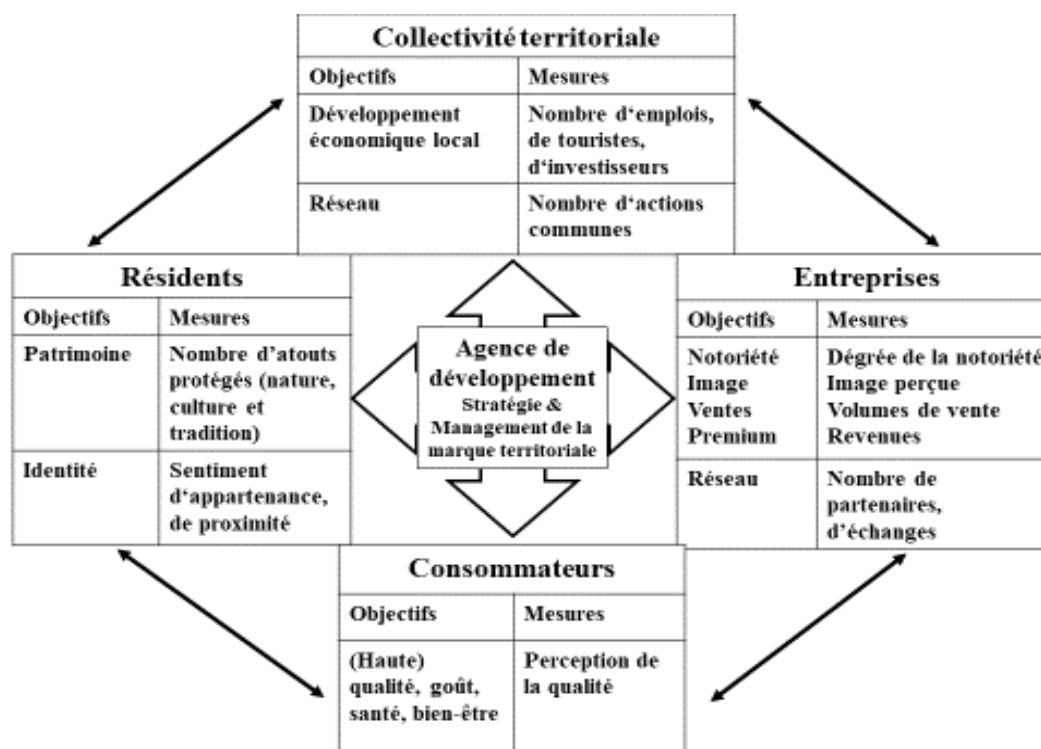 Collectivité territoriale
Objectifs
Mesures
Développement
économique local
Nombre d‘emplois,
de touristes,
d‘investisseurs
Réseau
Nombre d‘actions
communes
Résidents
Objectifs
Mesures
Patrimoine
Nombre d’atouts
protégés (nature,
culture et
tradition)
Identité
Sentiment
d‘appartenance,
de proximité
Agence de
développement
Stratégie &
Management de la
marque territoriale
Entreprises
Objectifs
Mesures
Notoriété
Dégrée de la notoriété
Image
Image perçue
Ventes
Volumes de vente
Premium
Revenues
Réseau
Nombre de
partenaires,
d’échanges
Consommateurs
Objectifs
Mesures
(Haute)
qualité, goût,
santé, bien-être
Perception de
la qualité